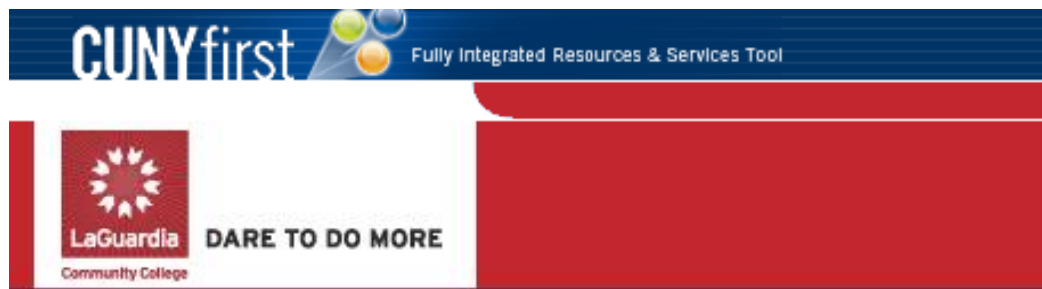 CUNYfirst Fully Integrated Resources & Services Tool
LaGuardia DARE TO DO MORE
Community College